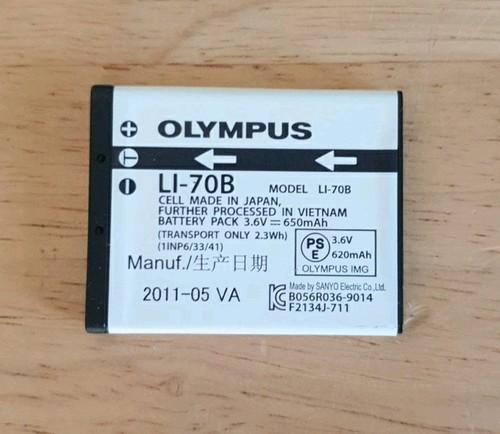 OLYMPUS
LI-70B MODEL LI-70B
CELL MADE IN JAPAN,
FURTHER PROCESSED IN VIETNAM
BATTERY PACK 3.6V⎓650mAh
(TRANSPORT ONLY 2.3Wh)
(1INP6/33/41)
PS E 3.6V 620mAh
OLYMPUS IMG
Manuf./生产日期
2011-05 VA
Made by SANYO Electric Co.,Ltd.
B056R036-9014
F2134J-711